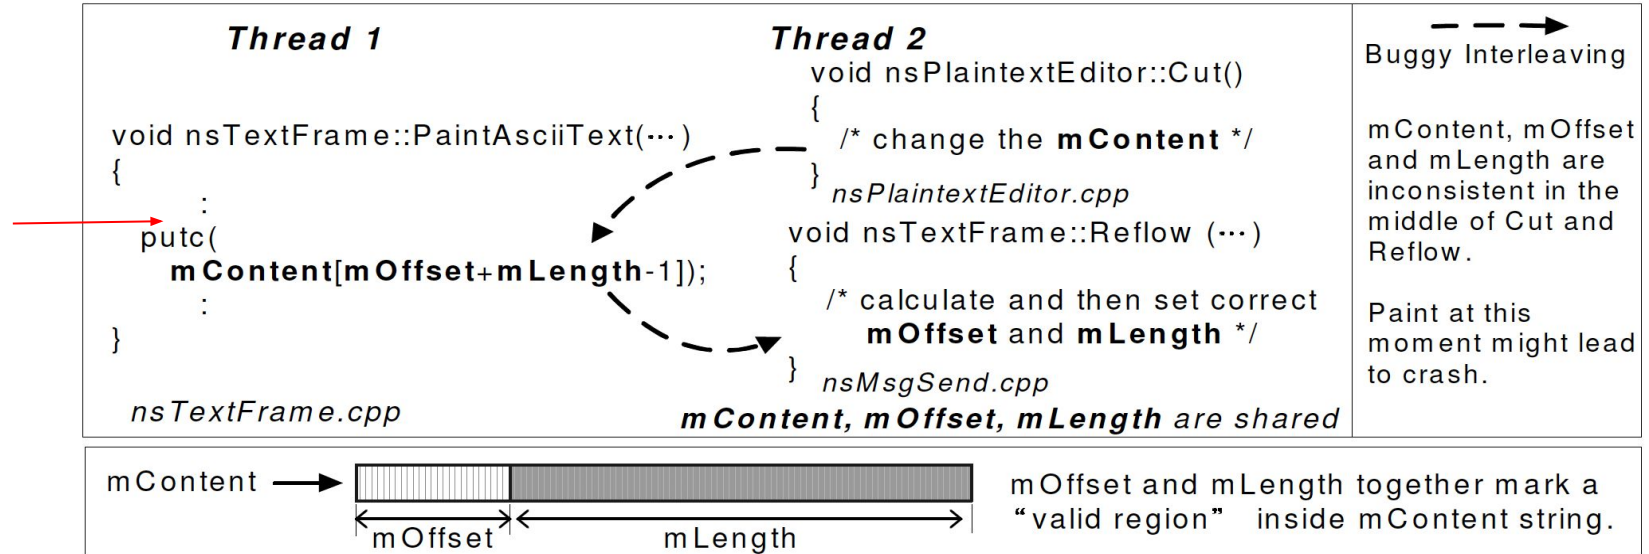 Thread 1
void nsTextFrame::PaintAsciiText(···)
{
:
putc(
mContent[mOffset+mLength-1]);
:
}
nsTextFrame.cpp
Thread 2
void nsPlaintextEditor::Cut()
{
/* change the mContent */
}
nsPlaintextEditor.cpp
void nsTextFrame::Reflow (···)
{
/* calculate and then set correct
mOffset and mLength */
}
nsMsgSend.cpp
mContent, mOffset, mLength are shared
Buggy Interleaving
mContent, mOffset
and mLength are
inconsistent in the
middle of Cut and
Reflow.
Paint at this
moment might lead
to crash.
mContent
mOffset
mLength
mOffset and mLength together mark a
“valid region” inside mContent string.